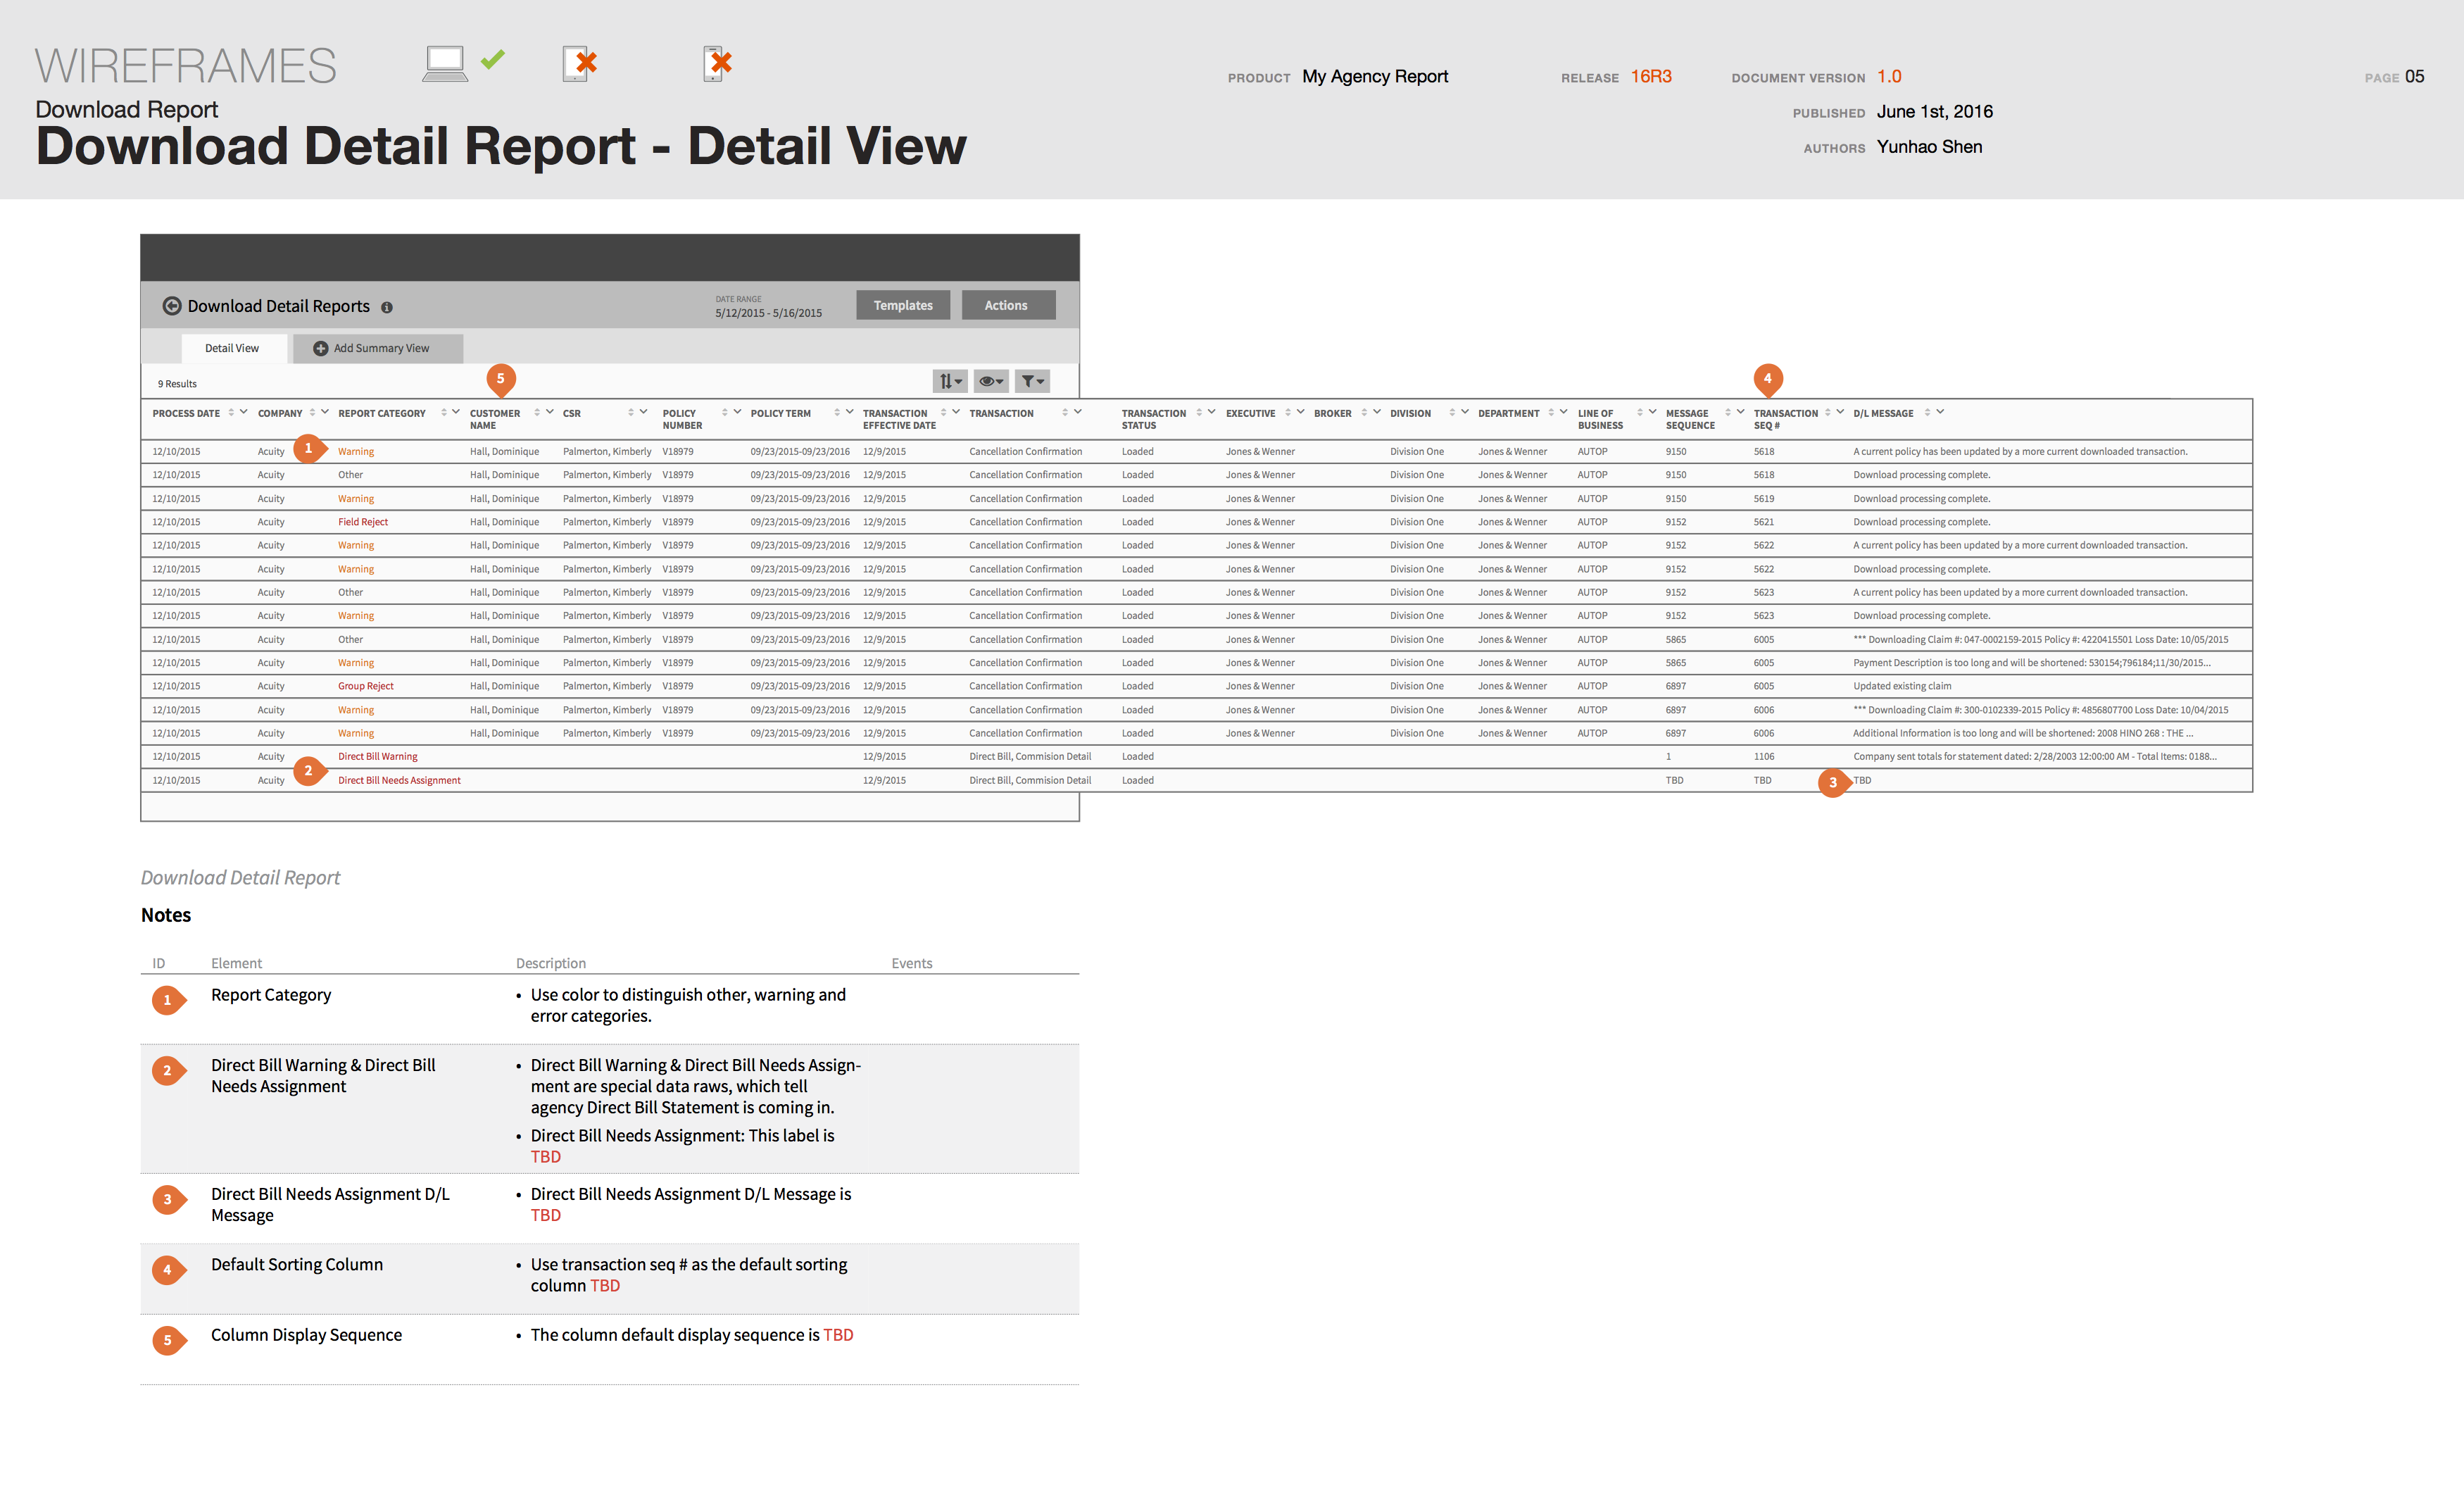 WIREFRAMES
PRODUCT My Agency Report RELEASE 16R3 DOCUMENT VERSION 1.0 PAGE 05
Download Report
PUBLISHED June 1st, 2016
Download Detail Report - Detail View
AUTHORS Yunhao Shen
Download Detail Reports
DATE RANGE
5/12/2015 - 5/16/2015
Templates
Actions
Detail View
Add Summary View
9 Results
5
4
PROCESS DATE COMPANY REPORT CATEGORY CUSTOMER NAME CSR POLICY NUMBER POLICY TERM TRANSACTION EFFECTIVE DATE TRANSACTION TRANSACTION STATUS EXECUTIVE BROKER DIVISION DEPARTMENT LINE OF BUSINESS MESSAGE SEQUENCE TRANSACTION SEQ # D/L MESSAGE
12/10/2015 Acuity 1 Warning Hall, Dominique Palmerton, Kimberly V18979 09/23/2015-09/23/2016 12/9/2015 Cancellation Confirmation Loaded Jones & Wenner Division One Jones & Wenner AUTOP 9150 5618 A current policy has been updated by a more current downloaded transaction.
12/10/2015 Acuity Other Hall, Dominique Palmerton, Kimberly V18979 09/23/2015-09/23/2016 12/9/2015 Cancellation Confirmation Loaded Jones & Wenner Division One Jones & Wenner AUTOP 9150 5618 Download processing complete.
12/10/2015 Acuity Warning Hall, Dominique Palmerton, Kimberly V18979 09/23/2015-09/23/2016 12/9/2015 Cancellation Confirmation Loaded Jones & Wenner Division One Jones & Wenner AUTOP 9150 5619 Download processing complete.
12/10/2015 Acuity Field Reject Hall, Dominique Palmerton, Kimberly V18979 09/23/2015-09/23/2016 12/9/2015 Cancellation Confirmation Loaded Jones & Wenner Division One Jones & Wenner AUTOP 9152 5621 Download processing complete.
12/10/2015 Acuity Warning Hall, Dominique Palmerton, Kimberly V18979 09/23/2015-09/23/2016 12/9/2015 Cancellation Confirmation Loaded Jones & Wenner Division One Jones & Wenner AUTOP 9152 5622 A current policy has been updated by a more current downloaded transaction.
12/10/2015 Acuity Warning Hall, Dominique Palmerton, Kimberly V18979 09/23/2015-09/23/2016 12/9/2015 Cancellation Confirmation Loaded Jones & Wenner Division One Jones & Wenner AUTOP 9152 5622 Download processing complete.
12/10/2015 Acuity Other Hall, Dominique Palmerton, Kimberly V18979 09/23/2015-09/23/2016 12/9/2015 Cancellation Confirmation Loaded Jones & Wenner Division One Jones & Wenner AUTOP 9152 5623 A current policy has been updated by a more current downloaded transaction.
12/10/2015 Acuity Warning Hall, Dominique Palmerton, Kimberly V18979 09/23/2015-09/23/2016 12/9/2015 Cancellation Confirmation Loaded Jones & Wenner Division One Jones & Wenner AUTOP 9152 5623 Download processing complete.
12/10/2015 Acuity Other Hall, Dominique Palmerton, Kimberly V18979 09/23/2015-09/23/2016 12/9/2015 Cancellation Confirmation Loaded Jones & Wenner Division One Jones & Wenner AUTOP 5865 6005 *** Downloading Claim #: 047-0002159-2015 Policy #: 4220415501 Loss Date: 10/05/2015
12/10/2015 Acuity Warning Hall, Dominique Palmerton, Kimberly V18979 09/23/2015-09/23/2016 12/9/2015 Cancellation Confirmation Loaded Jones & Wenner Division One Jones & Wenner AUTOP 5865 6005 Payment Description is too long and will be shortened: 530154;796184;11/30/2015...
12/10/2015 Acuity Group Reject Hall, Dominique Palmerton, Kimberly V18979 09/23/2015-09/23/2016 12/9/2015 Cancellation Confirmation Loaded Jones & Wenner Division One Jones & Wenner AUTOP 6897 6005 Updated existing claim
12/10/2015 Acuity Warning Hall, Dominique Palmerton, Kimberly V18979 09/23/2015-09/23/2016 12/9/2015 Cancellation Confirmation Loaded Jones & Wenner Division One Jones & Wenner AUTOP 6897 6006 *** Downloading Claim #: 300-0102339-2015 Policy #: 4856807700 Loss Date: 10/04/2015
12/10/2015 Acuity Warning Hall, Dominique Palmerton, Kimberly V18979 09/23/2015-09/23/2016 12/9/2015 Cancellation Confirmation Loaded Jones & Wenner Division One Jones & Wenner AUTOP 6897 6006 Additional Information is too long and will be shortened: 2008 HINO 268 : THE ...
12/10/2015 Acuity Direct Bill Warning 12/9/2015 Direct Bill, Commision Detail Loaded 1 1106 Company sent totals for statement dated: 2/28/2003 12:00:00 AM - Total Items: 0188...
12/10/2015 Acuity 2 Direct Bill Needs Assignment 12/9/2015 Direct Bill, Commision Detail Loaded TBD TBD 3 TBD
Download Detail Report
Notes
ID Element Description Events
1 Report Category • Use color to distinguish other, warning and
error categories.
2 Direct Bill Warning & Direct Bill • Direct Bill Warning & Direct Bill Needs Assign-
Needs Assignment ment are special data raws, which tell
agency Direct Bill Statement is coming in.
• Direct Bill Needs Assignment: This label is
TBD
3 Direct Bill Needs Assignment D/L • Direct Bill Needs Assignment D/L Message is
Message TBD
4 Default Sorting Column • Use transaction seq # as the default sorting
column TBD
5 Column Display Sequence • The column default display sequence is TBD